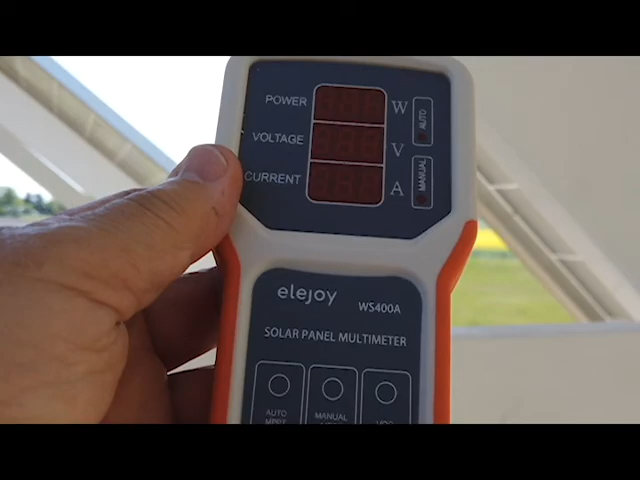 POWER W
VOLTAGE V
CURRENT A
AUTO
MANUAL
elejoy
WS400A
SOLAR PANEL MULTIMETER
AUTO
MANUAL